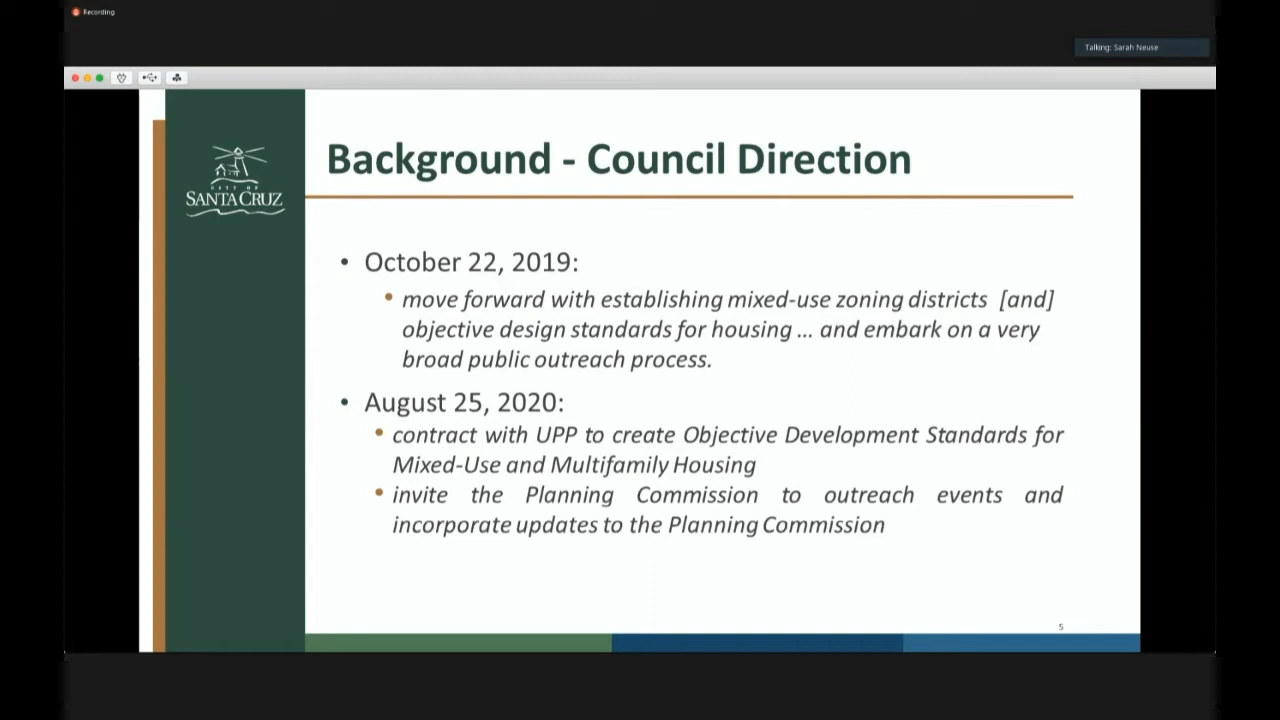 Recording
Talking: Sarah Neuse
CITY OF
SANTA CRUZ
Background - Council Direction
• October 22, 2019:
• move forward with establishing mixed-use zoning districts [and]
objective design standards for housing ... and embark on a very
broad public outreach process.
• August 25, 2020:
• contract with UPP to create Objective Development Standards for
Mixed-Use and Multifamily Housing
• invite the Planning Commission to outreach events and
incorporate updates to the Planning Commission
5